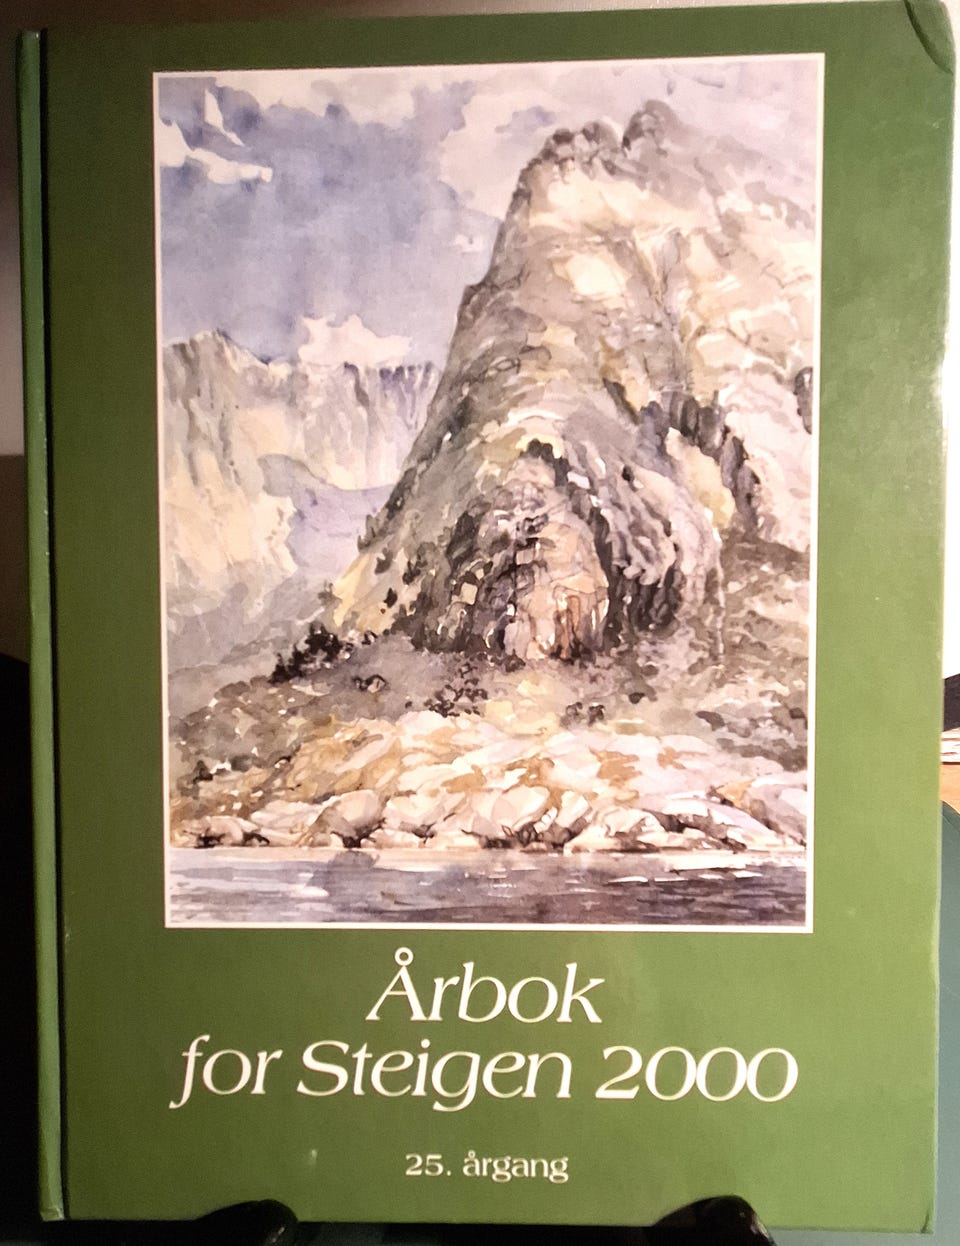 Årbok
for Steigen 2000
25. årgang